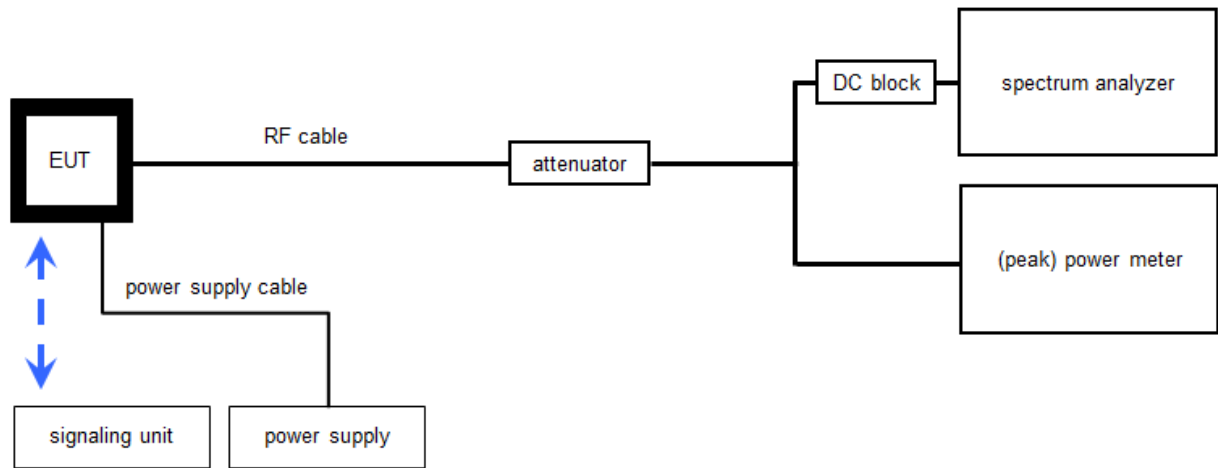 DC block
spectrum analyzer
EUT
RF cable
attenuator
(peak) power meter
power supply cable
signaling unit
power supply